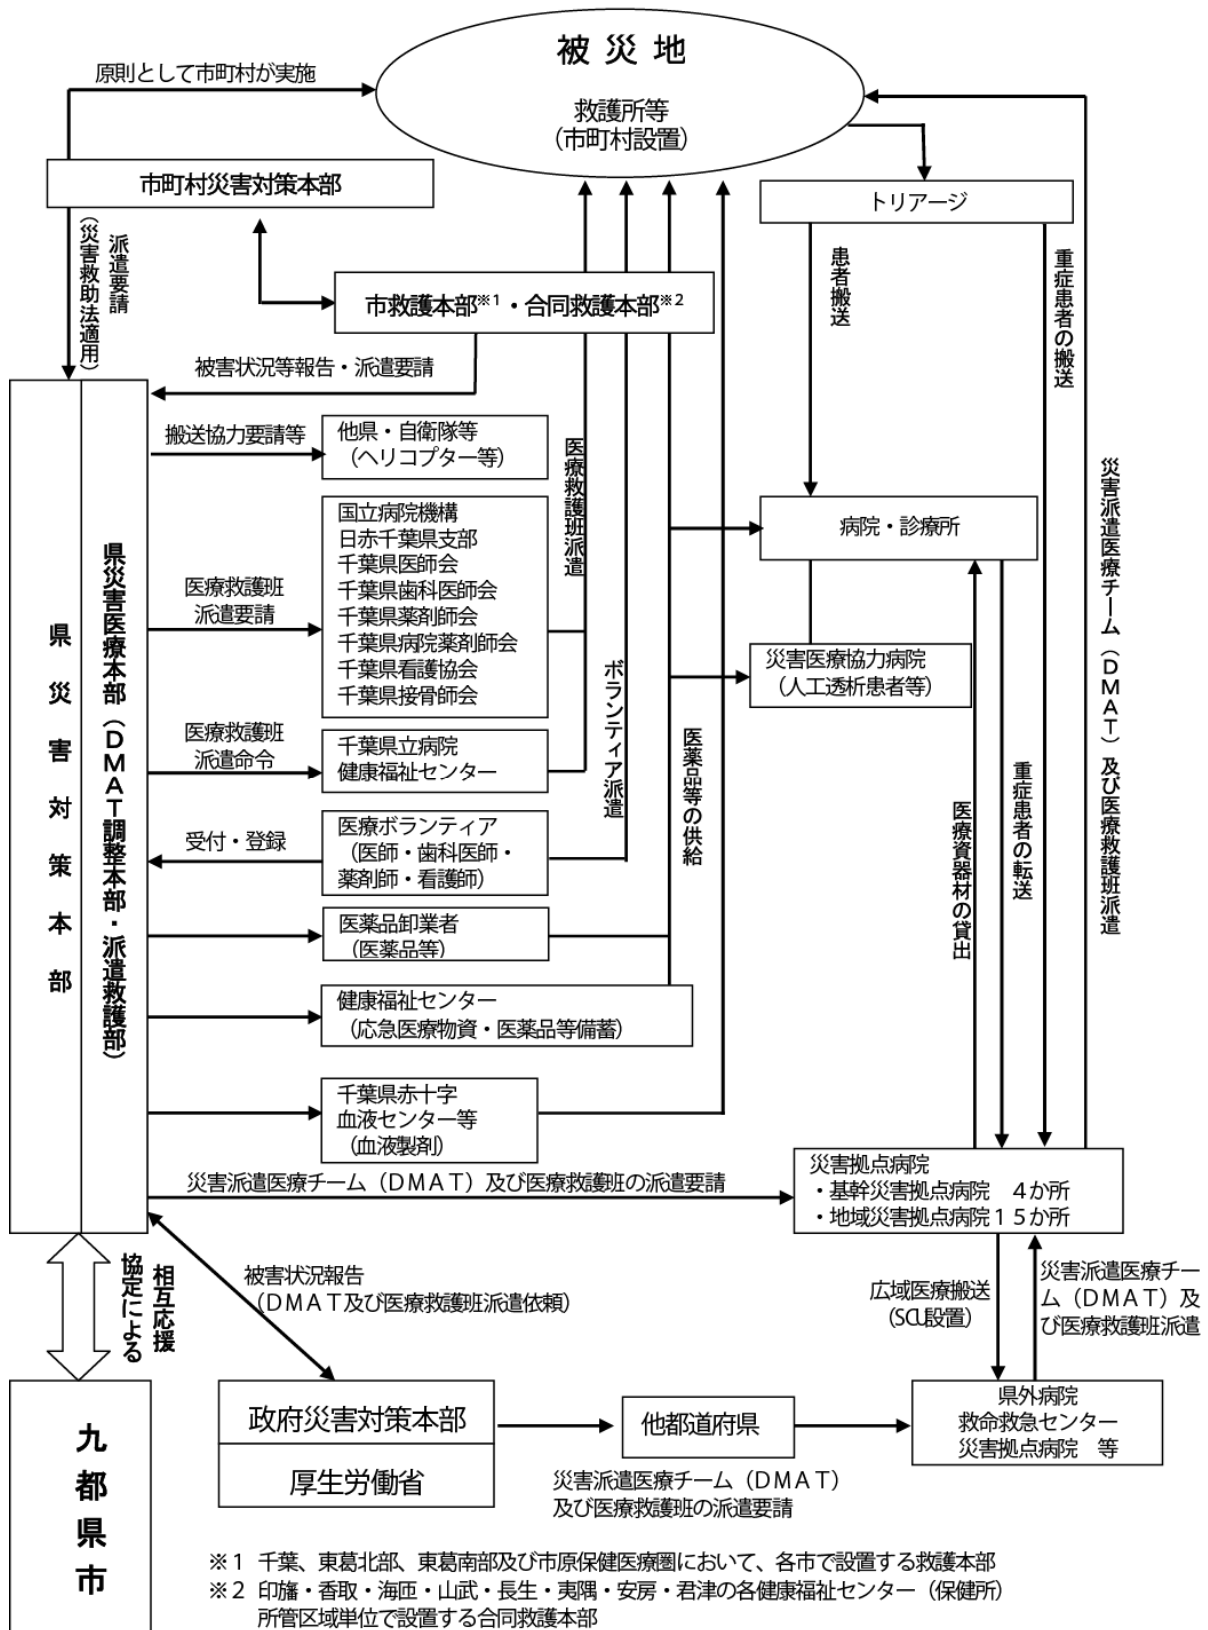 被災地
救護所等
（市町村設置）
原則として市町村が実施
市町村災害対策本部
トリアージ
派遣要請
（災害救助法適用）
市救護本部※1・合同救護本部※2
患者搬送
重症患者の搬送
被害状況等報告・派遣要請
搬送協力要請等
他県・自衛隊等
（ヘリコプター等）
医療救護班派遣
災害派遣医療チーム（ＤＭＡＴ）及び医療救護班派遣
国立病院機構
日赤千葉県支部
千葉県医師会
千葉県歯科医師会
千葉県薬剤師会
千葉県病院薬剤師会
千葉県看護協会
千葉県接骨師会
医療救護班
派遣要請
病院・診療所
県災害対策本部
県災害医療本部（ＤＭＡＴ調整本部・派遣救護部）
災害医療協力病院
（人工透析患者等）
ボランティア派遣
医療救護班
派遣命令
千葉県立病院
健康福祉センター
医薬品等の供給
重症患者の転送
医療資器材の貸出
受付・登録
医療ボランティア
（医師・歯科医師・
薬剤師・看護師）
医薬品卸業者
（医薬品等）
健康福祉センター
（応急医療物資・医薬品等備蓄）
千葉県赤十字
血液センター等
（血液製剤）
災害派遣医療チーム（ＤＭＡＴ）及び医療救護班の派遣要請
災害拠点病院
・基幹災害拠点病院　４か所
・地域災害拠点病院１５か所
相互応援
協定による
被害状況報告
（ＤＭＡＴ及び医療救護班派遣依頼）
広域医療搬送
（SCU設置）
災害派遣医療チー
ム（ＤＭＡＴ）及
び医療救護班派遣
九都県市
政府災害対策本部
厚生労働省
他都道府県
県外病院
救命救急センター
災害拠点病院　等
災害派遣医療チーム（ＤＭＡＴ）
及び医療救護班の派遣要請
※１　千葉、東葛北部、東葛南部及び市原保健医療圏において、各市で設置する救護本部
※２　印旛・香取・海匝・山武・長生・夷隅・安房・君津の各健康福祉センター（保健所）
所管区域単位で設置する合同救護本部